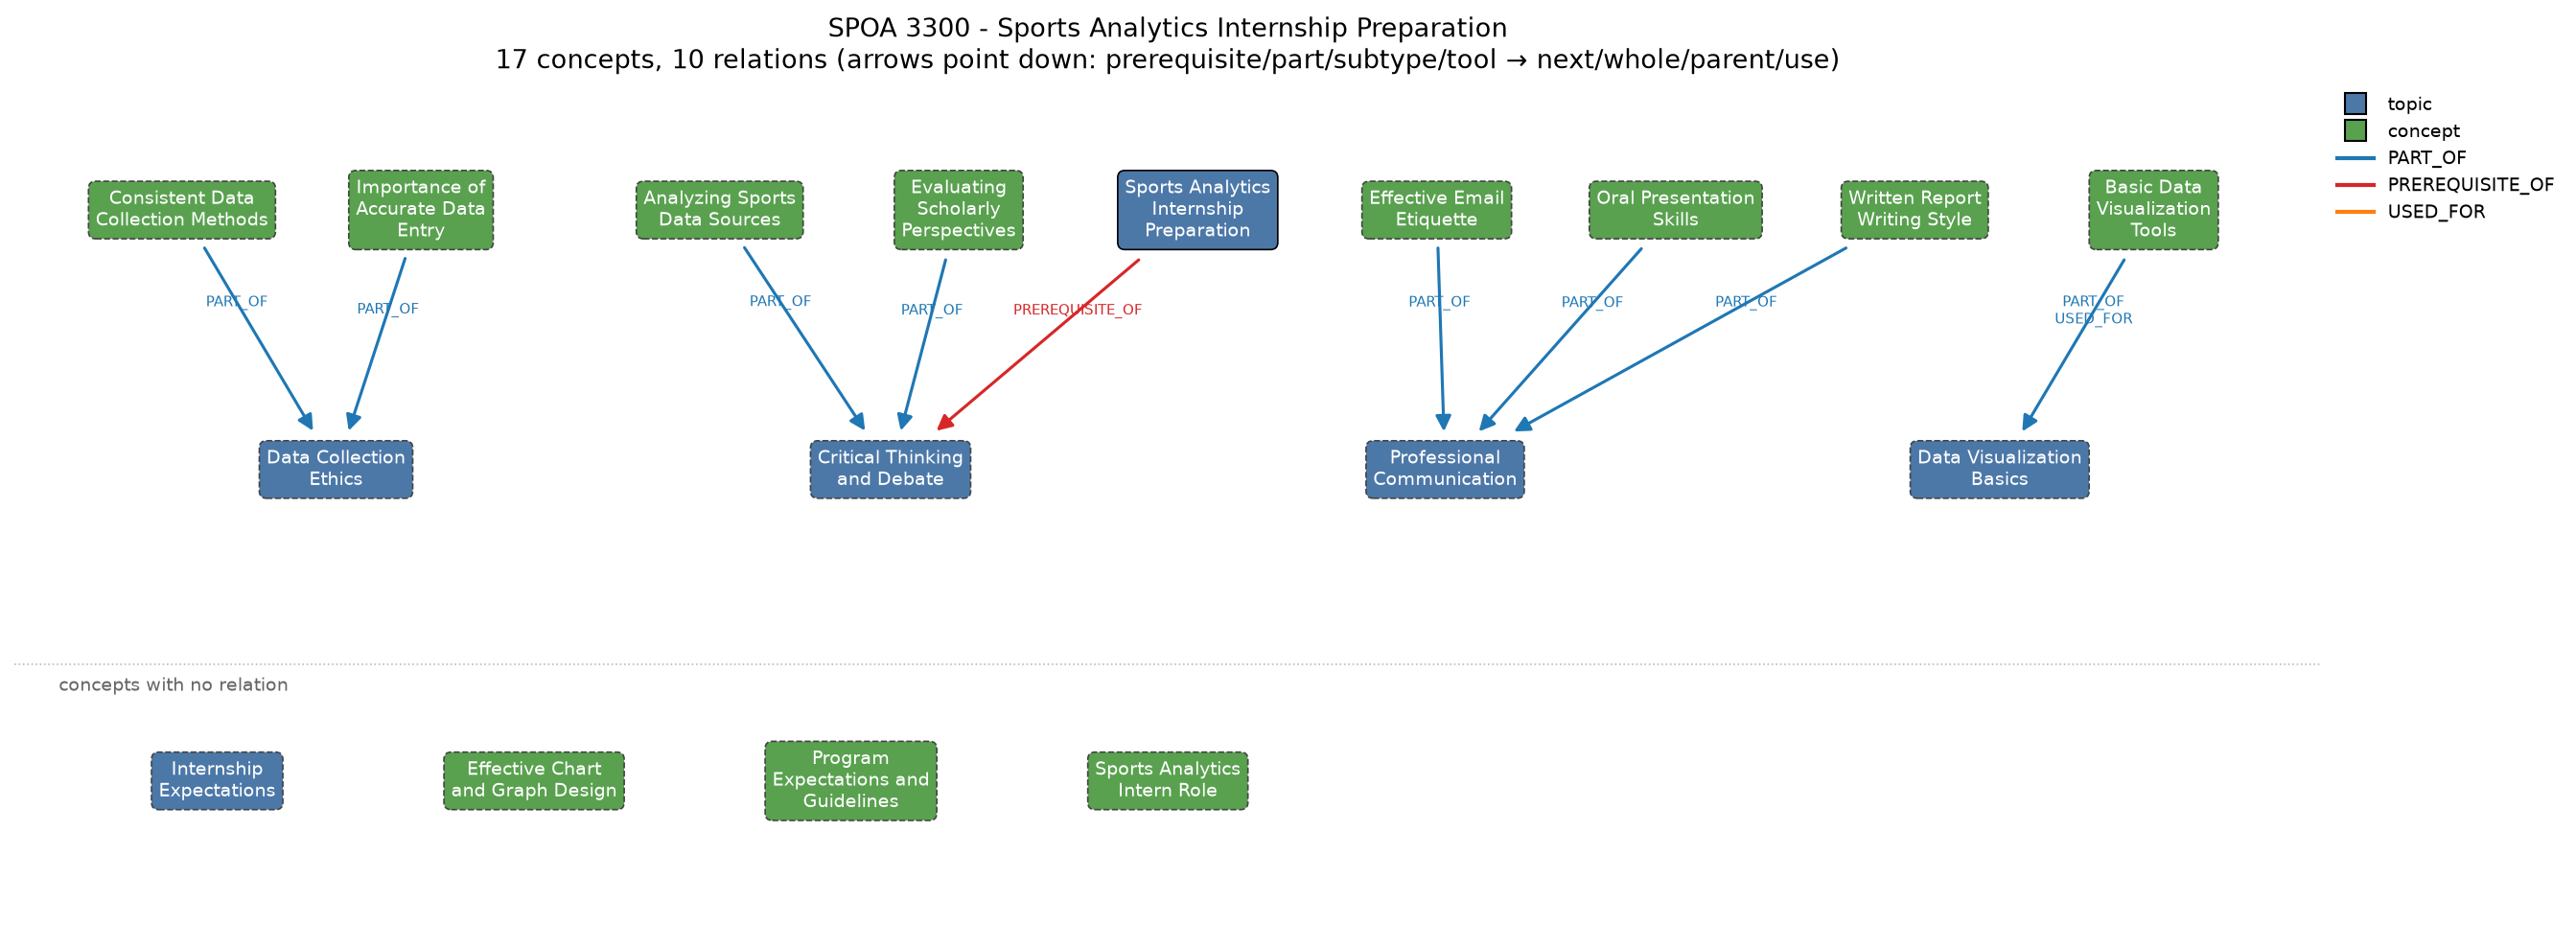 SPOA 3300 - Sports Analytics Internship Preparation
17 concepts, 10 relations (arrows point down: prerequisite/part/subtype/tool → next/whole/parent/use)
topic
concept
PART_OF
PREREQUISITE_OF
USED_FOR
Consistent Data
Collection Methods
Importance of
Accurate Data
Entry
Analyzing Sports
Data Sources
Evaluating
Scholarly
Perspectives
Sports Analytics
Internship
Preparation
Effective Email
Etiquette
Oral Presentation
Skills
Written Report
Writing Style
Basic Data
Visualization
Tools
PART_OF
PART_OF
PART_OF
PART_OF
PREREQUISITE_OF
PART_OF
PART_OF
PART_OF
PART_OF
USED_FOR
Data Collection
Ethics
Critical Thinking
and Debate
Professional
Communication
Data Visualization
Basics
concepts with no relation
Internship
Expectations
Effective Chart
and Graph Design
Program
Expectations and
Guidelines
Sports Analytics
Intern Role